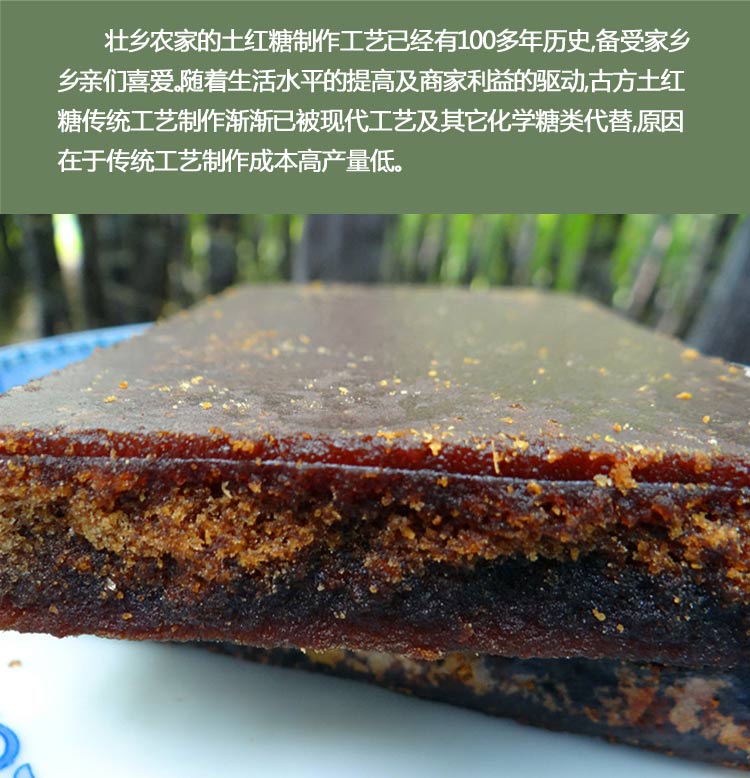 壮乡农家的土红糖制作工艺已经有100多年历史,备受家乡
乡亲们喜爱。随着生活水平的提高及商家利益的驱动,古方土红
糖传统工艺制作渐渐已被现代工艺及其它化学糖类代替,原因
在于传统工艺制作成本高产量低。